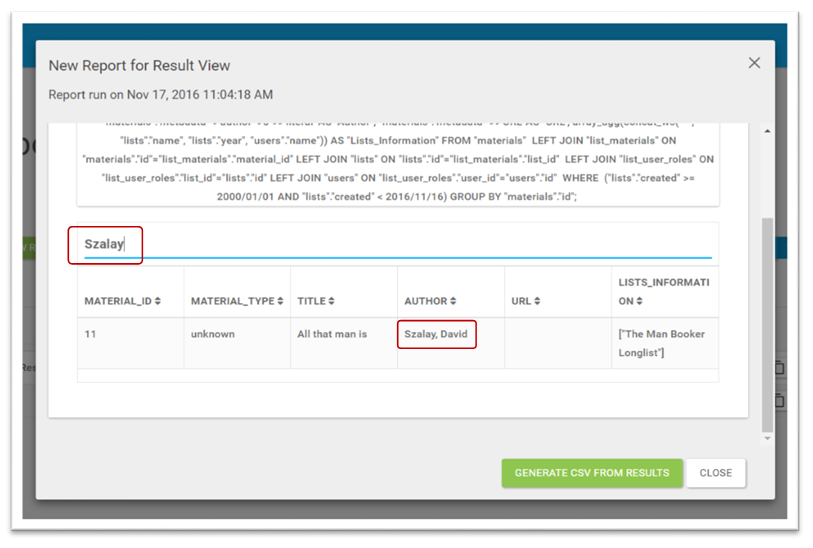 New Report for Result View
Report run on Nov 17, 2016 11:04:18 AM
"lists"."name", "lists"."year", "users"."name")) AS "Lists_Information" FROM "materials" LEFT JOIN "list_materials" ON
"materials"."id"="list_materials"."material_id" LEFT JOIN "lists" ON "lists"."id"="list_materials"."list_id" LEFT JOIN "list_user_roles" ON
"list_user_roles"."list_id"="lists"."id" LEFT JOIN "users" ON "list_user_roles"."user_id"="users"."id" WHERE ("lists"."created" >=
2000/01/01 AND "lists"."created" < 2016/11/16) GROUP BY "materials"."id";
Szalay
MATERIAL_ID MATERIAL_TYPE TITLE AUTHOR URL LISTS_INFORMATI
ON
11 unknown All that man is Szalay, David ["The Man Booker
Longlist"]
GENERATE CSV FROM RESULTS CLOSE